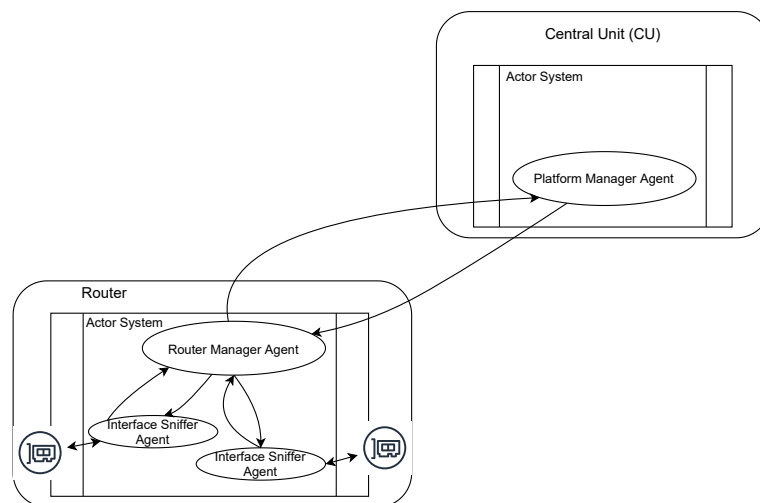 Central Unit (CU)
Actor System
Platform Manager Agent
Router
Actor System
Router Manager Agent
Interface Sniffer
Agent
Interface Sniffer
Agent